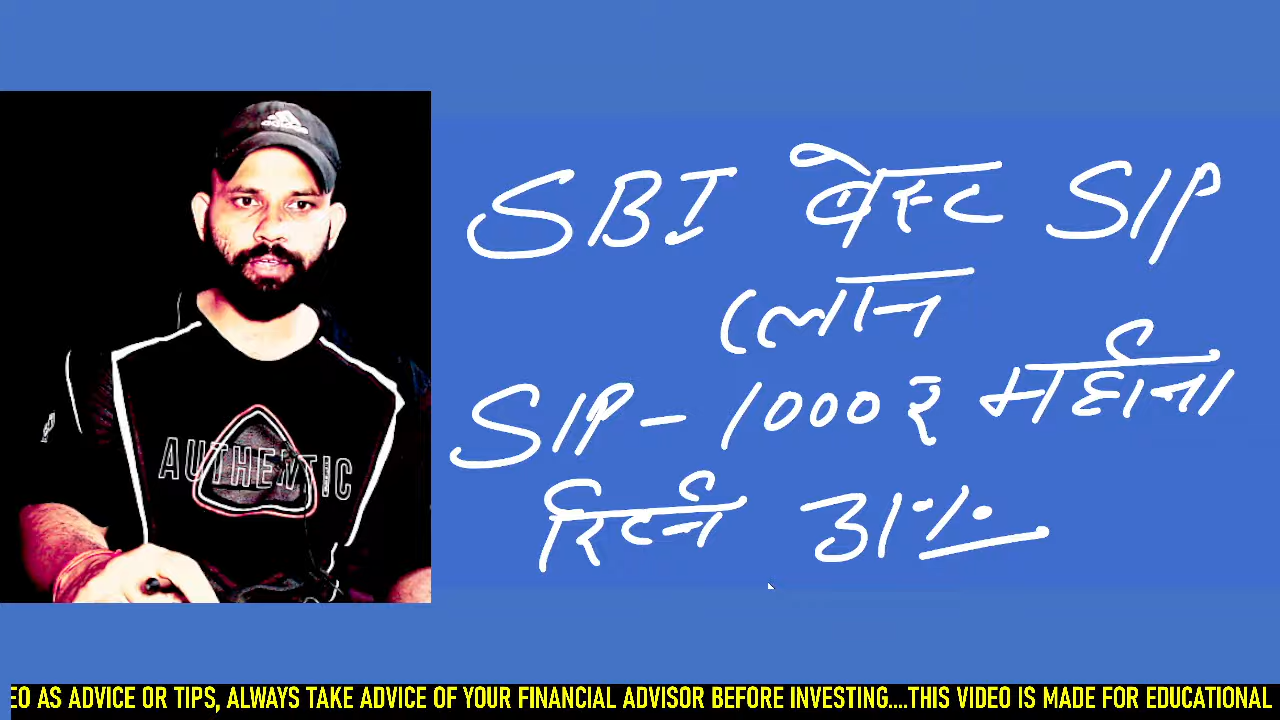 SBI बेस्ट SIP
प्लान
SIP - 1000 ₹ महीना
रिटर्न 31%
AUTHENTIC
EO AS ADVICE OR TIPS, ALWAYS TAKE ADVICE OF YOUR FINANCIAL ADVISOR BEFORE INVESTING....THIS VIDEO IS MADE FOR EDUCATIONAL